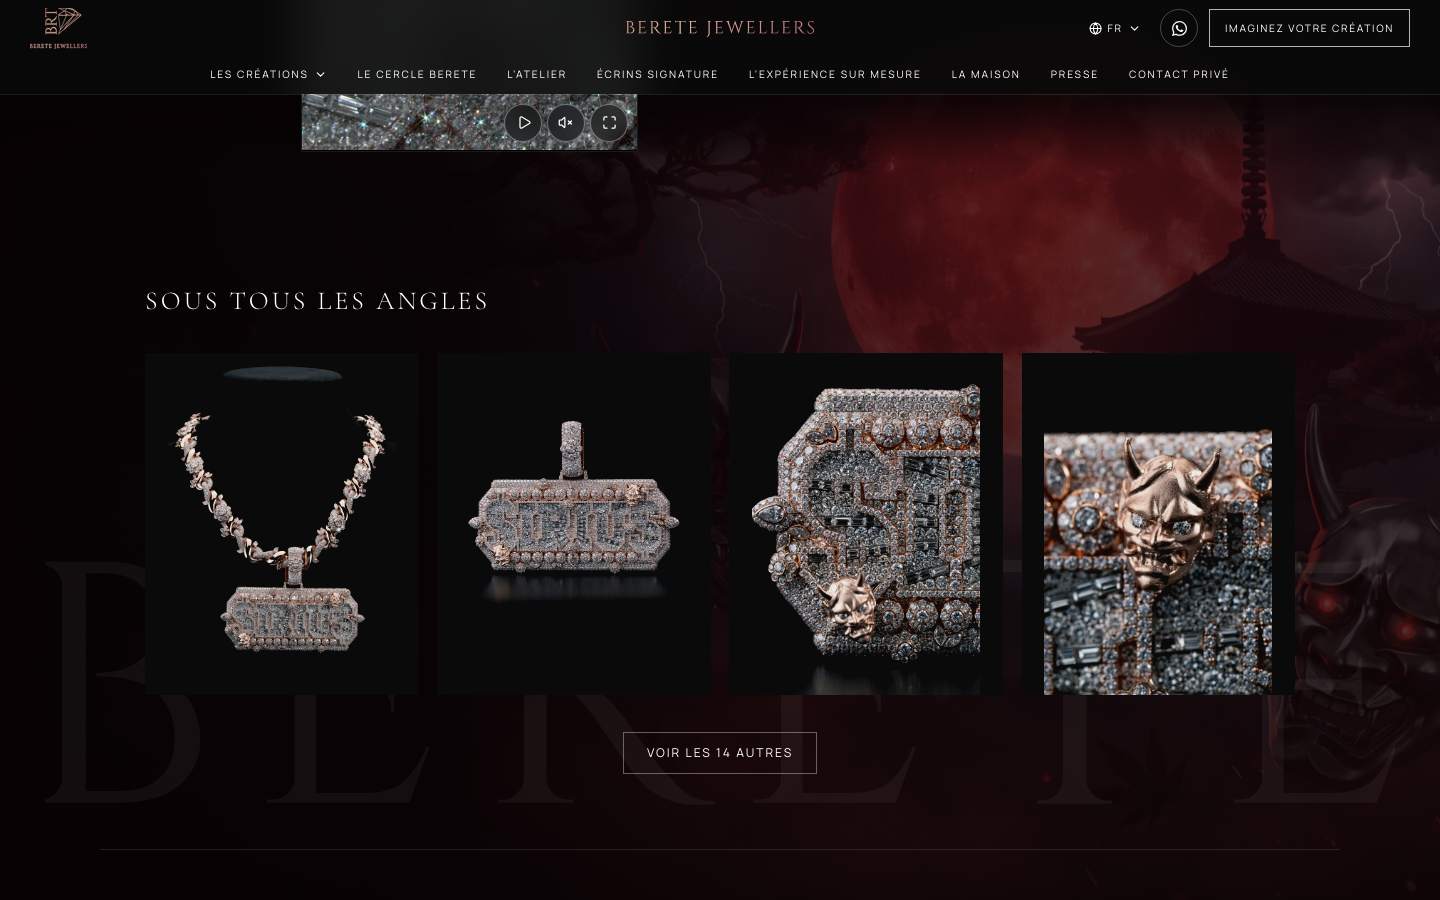 BRT
BERETE JEWELLERS
BERETE JEWELLERS
FR
IMAGINEZ VOTRE CRÉATION
LES CRÉATIONS
LE CERCLE BERETE
L'ATELIER
ÉCRINS SIGNATURE
L'EXPÉRIENCE SUR MESURE
LA MAISON
PRESSE
CONTACT PRIVÉ
SOUS TOUS LES ANGLES
VOIR LES 14 AUTRES
BERETE